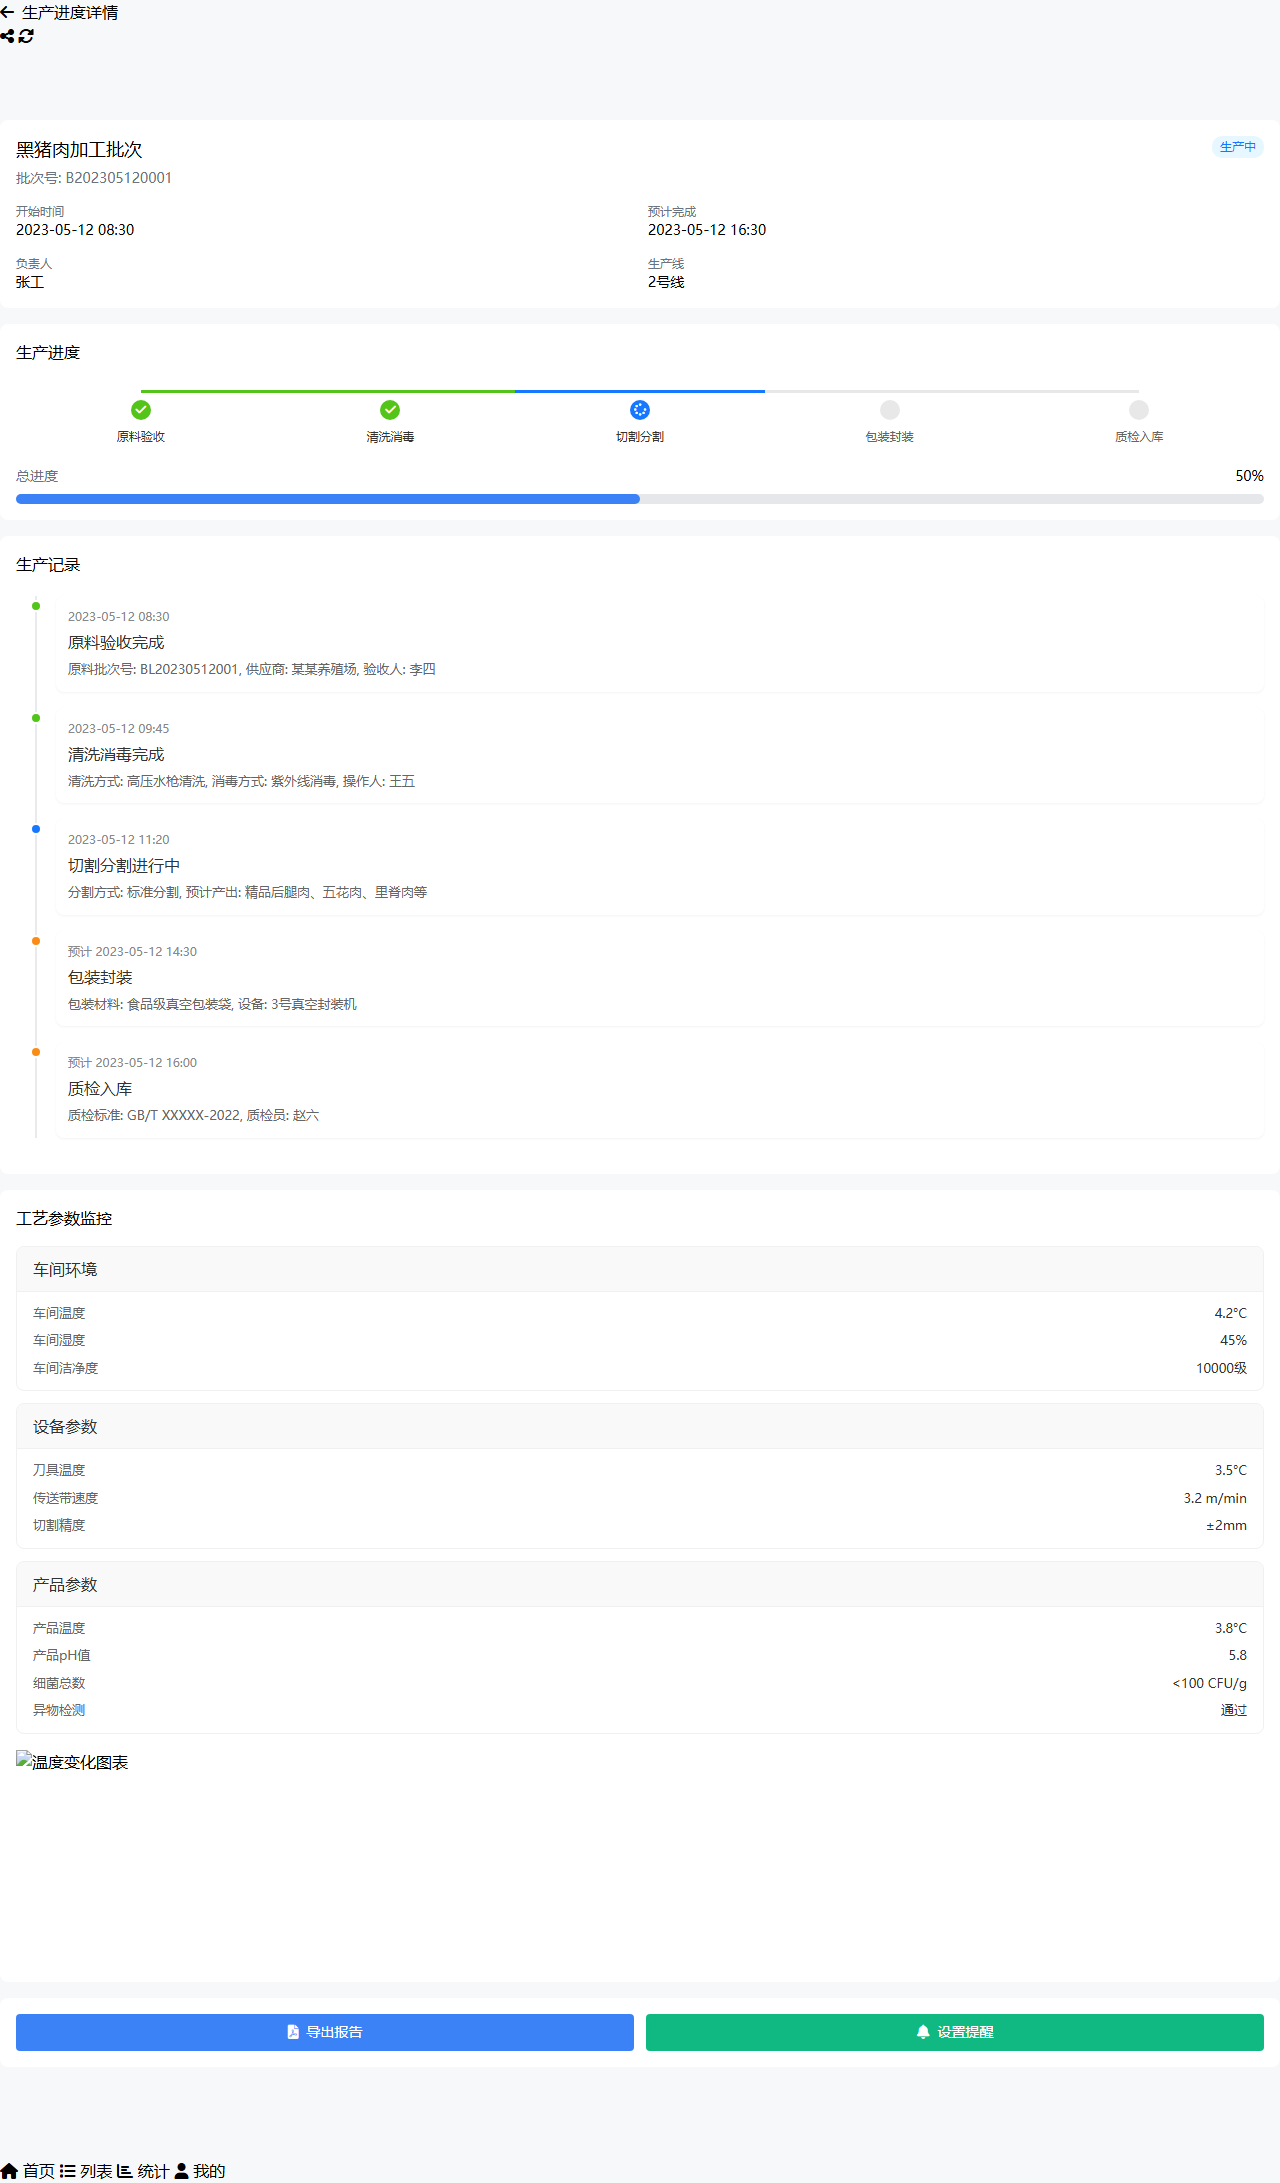 生产进度详情
黑猪肉加工批次
生产中
批次号: B202305120001
开始时间
2023-05-12 08:30
预计完成
2023-05-12 16:30
负责人
张工
生产线
2号线
生产进度
原料验收
清洗消毒
切割分割
包装封装
质检入库
总进度
50%
生产记录
2023-05-12 08:30
原料验收完成
原料批次号: BL20230512001, 供应商: 某某养殖场, 验收人: 李四
2023-05-12 09:45
清洗消毒完成
清洗方式: 高压水枪清洗, 消毒方式: 紫外线消毒, 操作人: 王五
2023-05-12 11:20
切割分割进行中
分割方式: 标准分割, 预计产出: 精品后腿肉、五花肉、里脊肉等
预计 2023-05-12 14:30
包装封装
包装材料: 食品级真空包装袋, 设备: 3号真空封装机
预计 2023-05-12 16:00
质检入库
质检标准: GB/T XXXXX-2022, 质检员: 赵六
工艺参数监控
车间环境
车间温度 4.2°C
车间湿度 45%
车间洁净度 10000级
设备参数
刀具温度 3.5°C
传送带速度 3.2 m/min
切割精度 ±2mm
产品参数
产品温度 3.8°C
产品pH值 5.8
细菌总数 <100 CFU/g
异物检测 通过
温度变化图表
导出报告
设置提醒
首页 列表 统计 我的